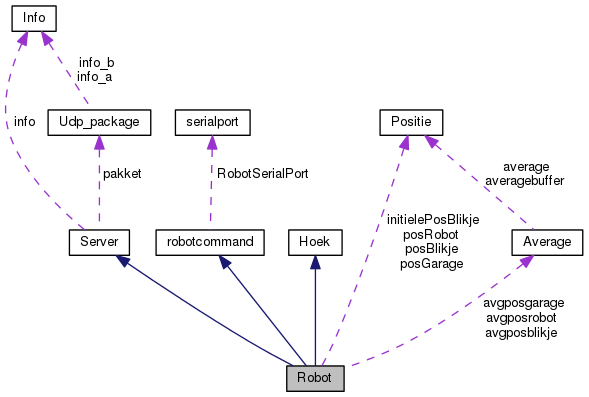 Info
info_b
info_a
info
Udp_package
serialport
Positie
pakket
RobotSerialPort
average
averagebuffer
initielePosBlikje
posRobot
posBlikje
posGarage
Server
robotcommand
Hoek
Average
avgposgarage
avgposrobot
avgposblikje
Robot